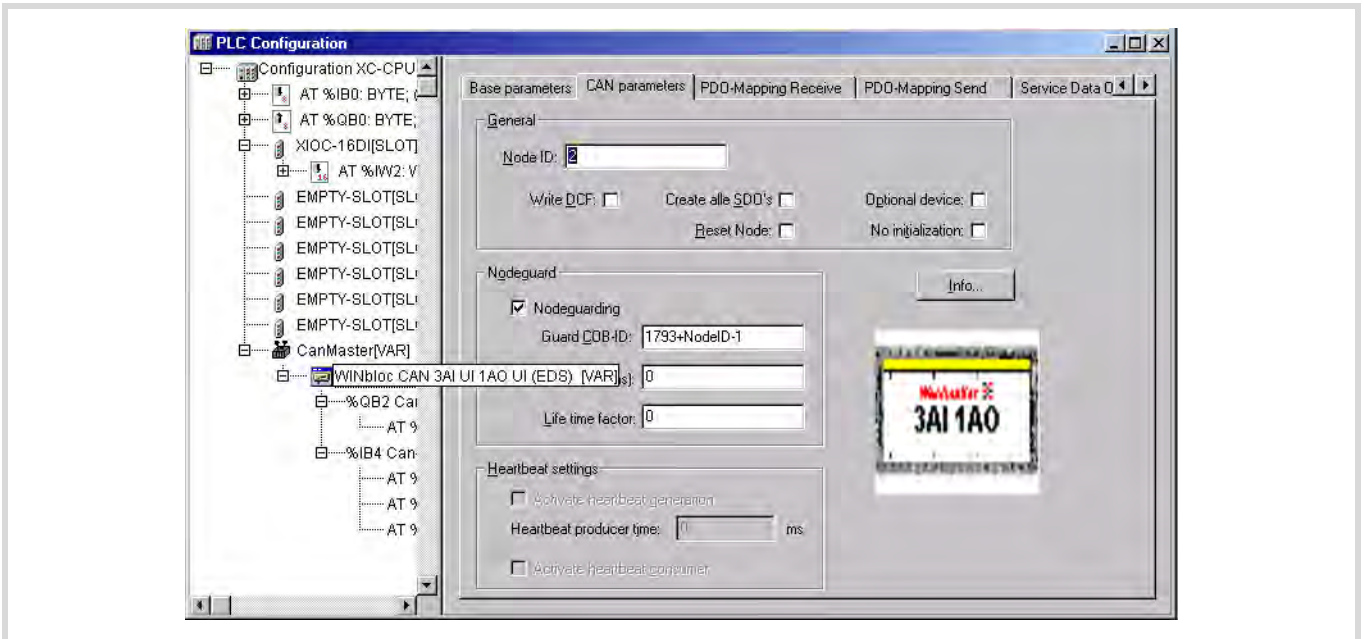 PLC Configuration
Configuration XC-CPU
AT %IB0: BYTE; (
AT %QB0: BYTE;
XIOC-16DI[SLOT]
AT %IW2: V
EMPTY-SLOT[SL
EMPTY-SLOT[SL
EMPTY-SLOT[SL
EMPTY-SLOT[SL
EMPTY-SLOT[SL
EMPTY-SLOT[SL
CanMaster[VAR]
WINbloc CAN 3AI UI 1AO UI (EDS) [VAR]
%QB2 Car
AT %
%IB4 Can-
AT %
AT %
AT %
Base parameters CAN parameters PDO-Mapping Receive PDO-Mapping Send Service Data O
General
Node ID: 2
Write DCF: Create alle SDO's Optional device:
Reset Node: No initialization:
Nodeguard
Nodeguarding
Guard COB-ID: 1793+NodeID-1
s]: 0
Life time factor: 0
Info...
3AI 1AO
Heartbeat settings
Activate heartbeat generation
Heartbeat producer time: 0 ms
Activate heartbeat consumer